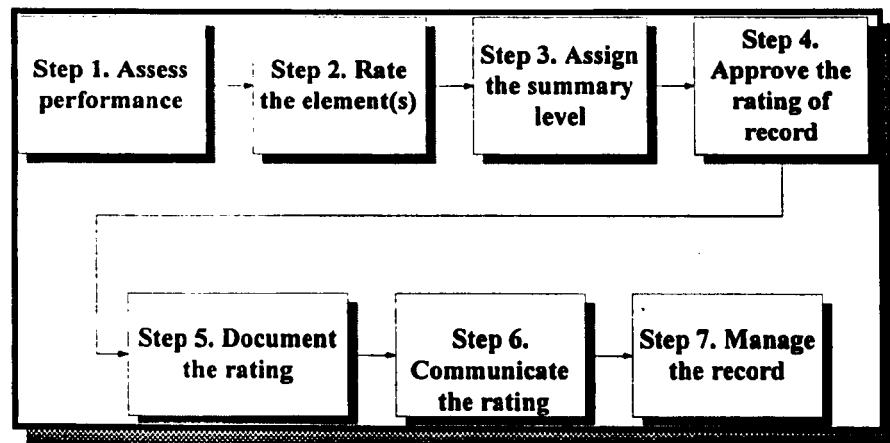 Step 1. Assess
performance
Step 2. Rate
the element(s)
Step 3. Assign
the summary
level
Step 4.
Approve the
rating of
record
Step 5. Document
the rating
Step 6.
Communicate
the rating
Step 7. Manage
the record